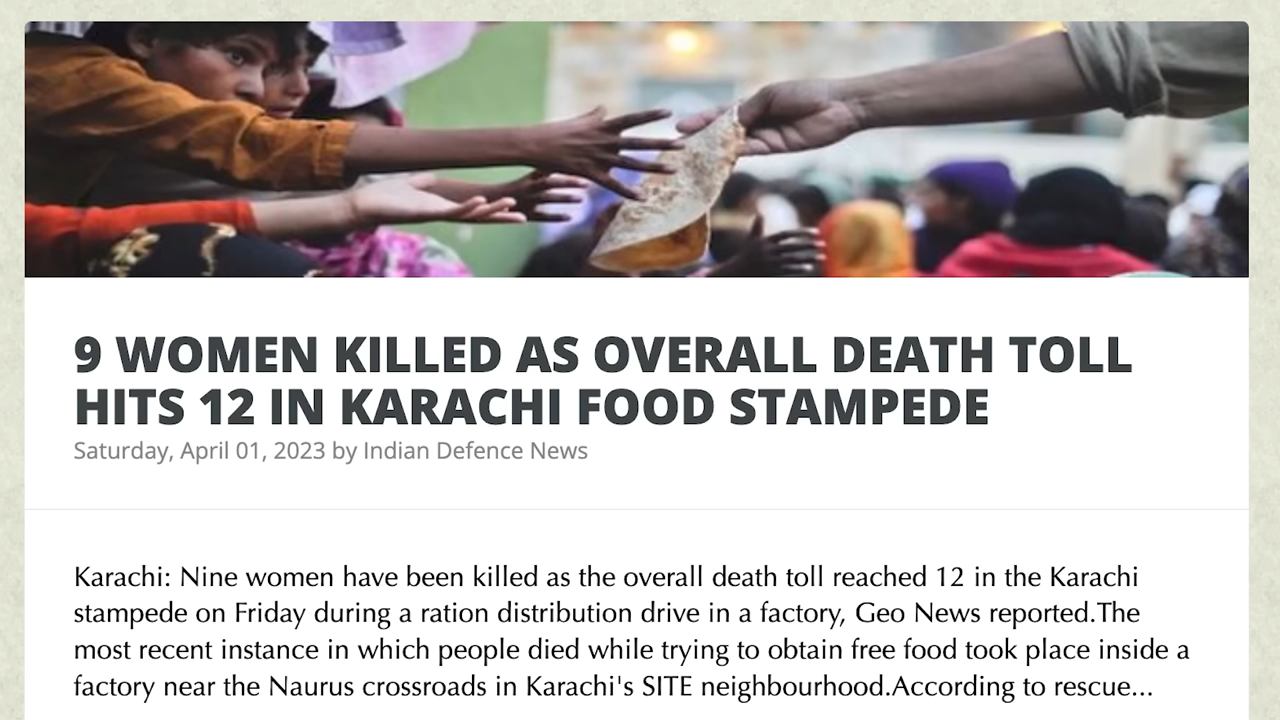 9 WOMEN KILLED AS OVERALL DEATH TOLL
HITS 12 IN KARACHI FOOD STAMPEDE
Saturday, April 01, 2023 by Indian Defence News
Karachi: Nine women have been killed as the overall death toll reached 12 in the Karachi
stampede on Friday during a ration distribution drive in a factory, Geo News reported.The
most recent instance in which people died while trying to obtain free food took place inside a
factory near the Naurus crossroads in Karachi's SITE neighbourhood.According to rescue...